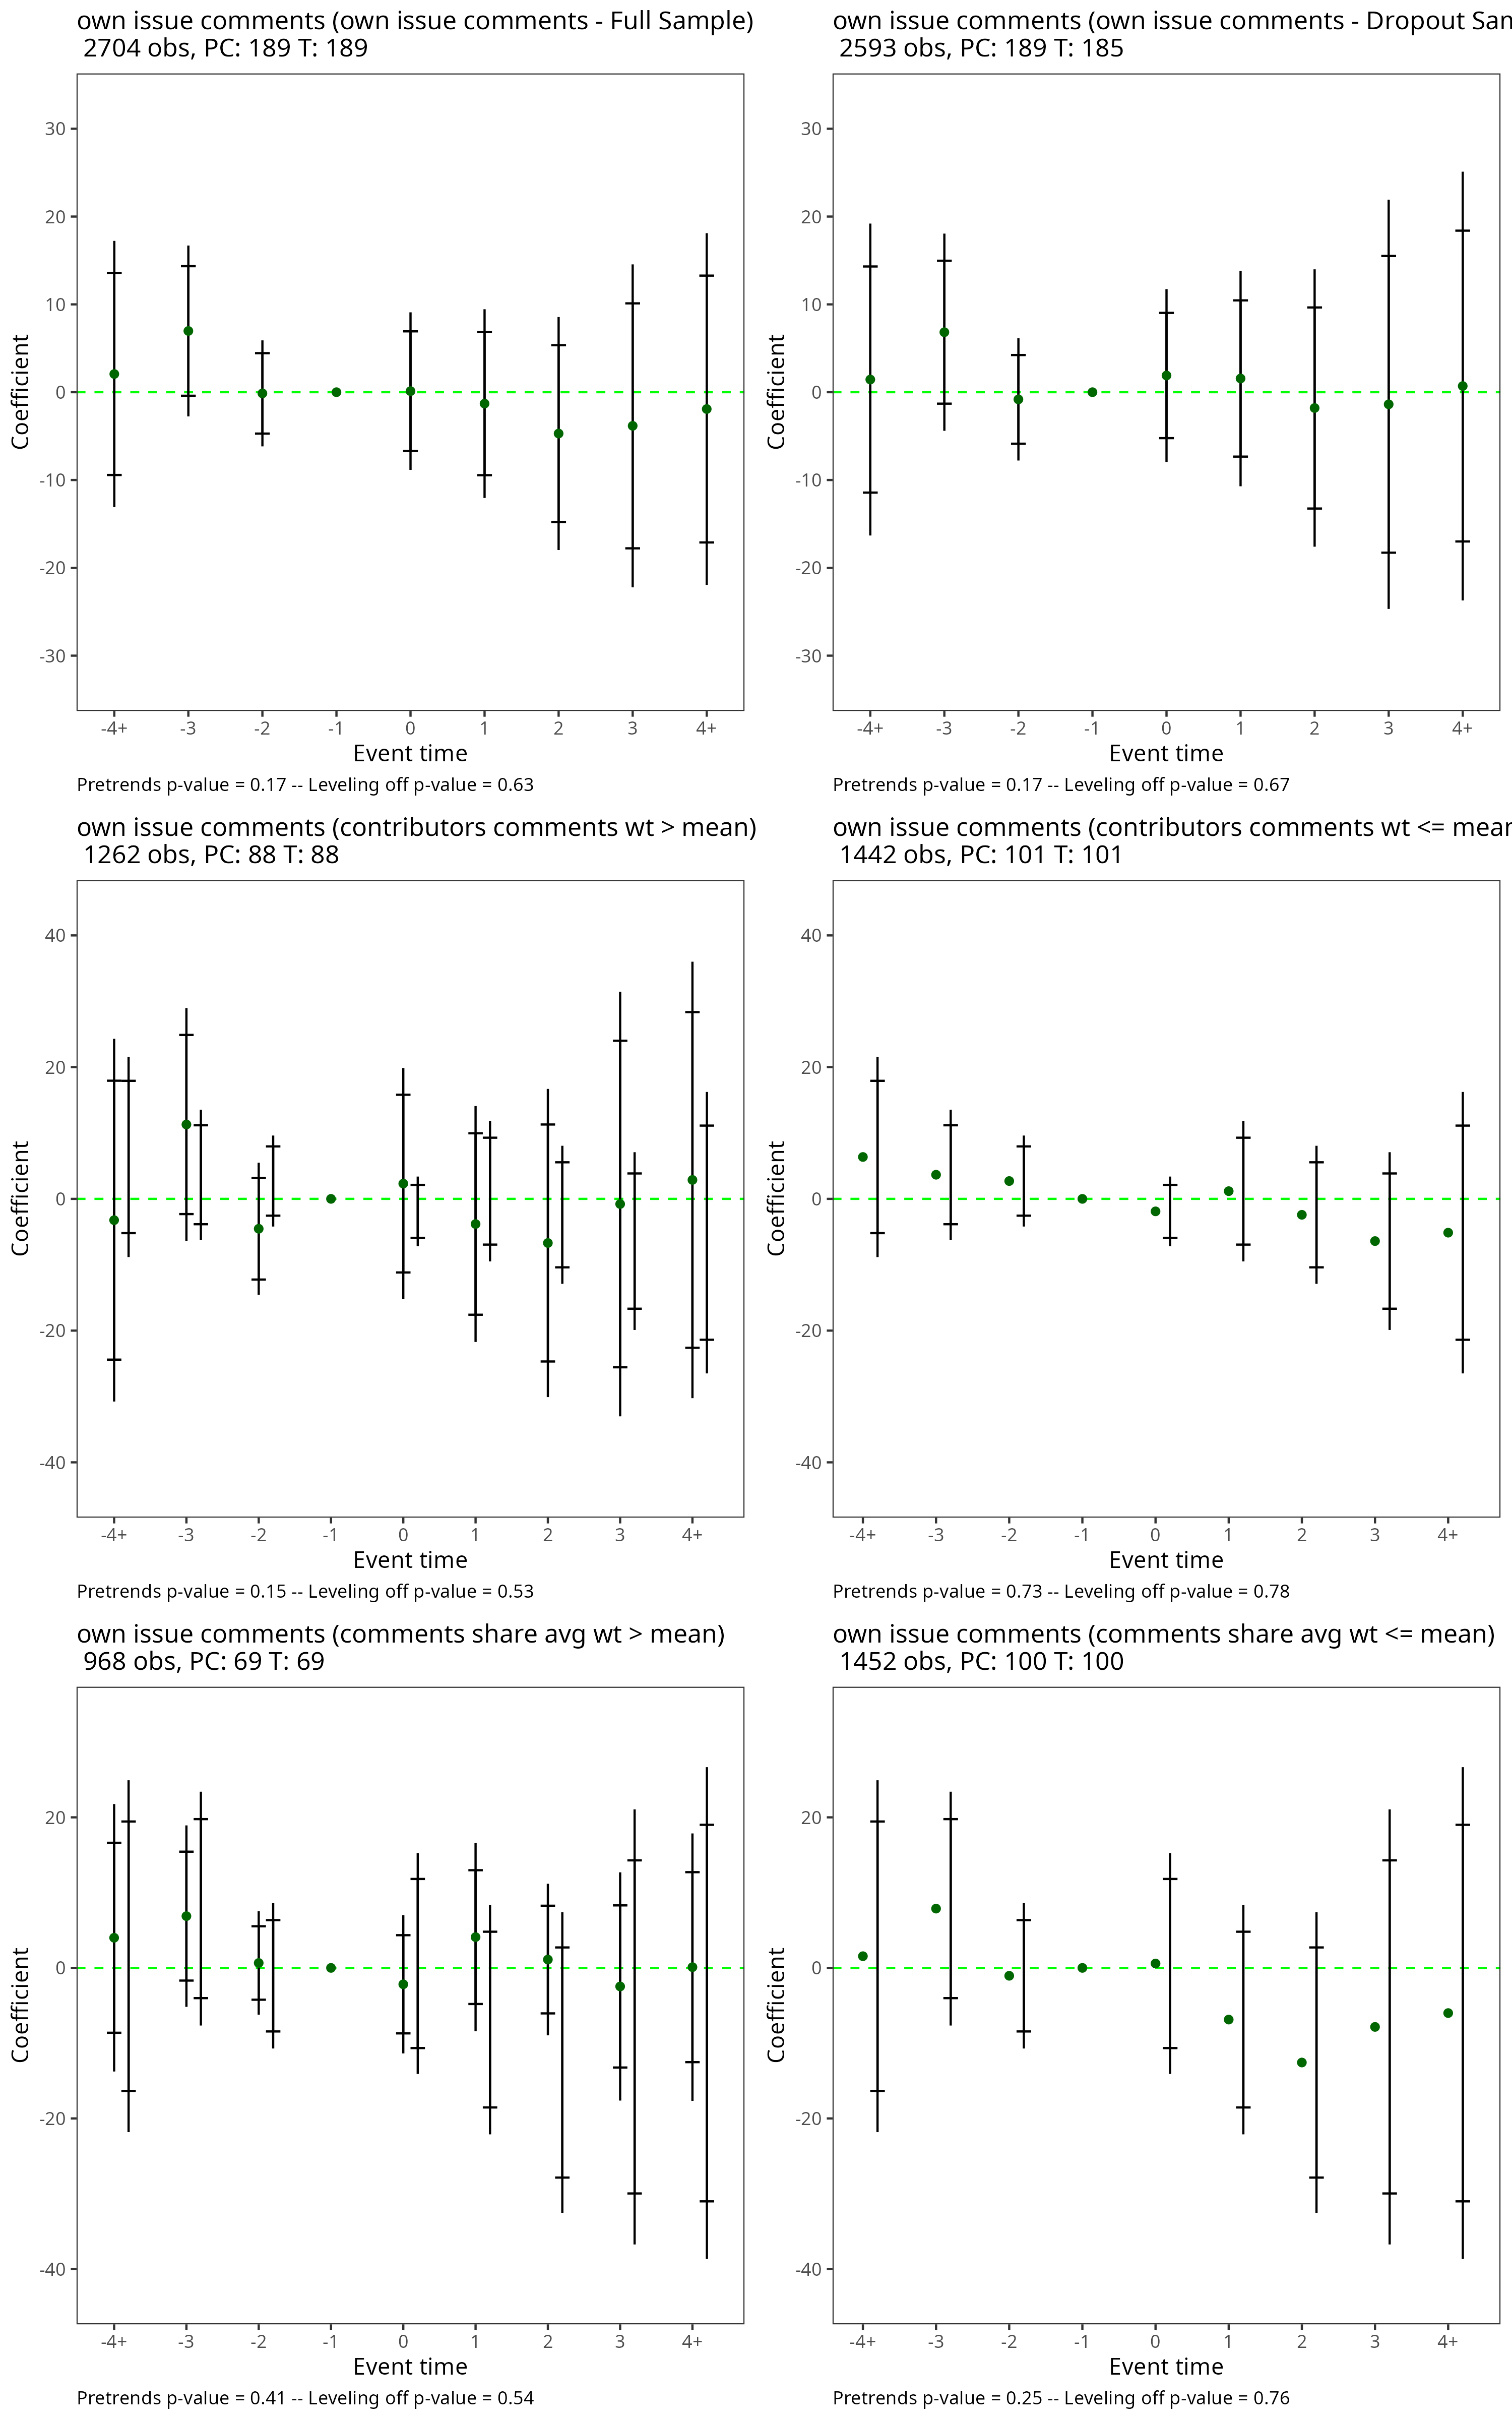 own issue comments (own issue comments - Full Sample)
2704 obs, PC: 189 T: 189
30
20
10
0
-10
-20
-30
Coefficient
-4+ -3 -2 -1 0 1 2 3 4+
Event time
Pretrends p-value = 0.17 -- Leveling off p-value = 0.63
own issue comments (own issue comments - Dropout Sam
2593 obs, PC: 189 T: 185
30
20
10
0
-10
-20
-30
Coefficient
-4+ -3 -2 -1 0 1 2 3 4+
Event time
Pretrends p-value = 0.17 -- Leveling off p-value = 0.67
own issue comments (contributors comments wt > mean)
1262 obs, PC: 88 T: 88
40
20
0
-20
-40
Coefficient
-4+ -3 -2 -1 0 1 2 3 4+
Event time
Pretrends p-value = 0.15 -- Leveling off p-value = 0.53
own issue comments (contributors comments wt <= mean
1442 obs, PC: 101 T: 101
40
20
0
-20
-40
Coefficient
-4+ -3 -2 -1 0 1 2 3 4+
Event time
Pretrends p-value = 0.73 -- Leveling off p-value = 0.78
own issue comments (comments share avg wt > mean)
968 obs, PC: 69 T: 69
20
0
-20
-40
Coefficient
-4+ -3 -2 -1 0 1 2 3 4+
Event time
Pretrends p-value = 0.41 -- Leveling off p-value = 0.54
own issue comments (comments share avg wt <= mean)
1452 obs, PC: 100 T: 100
20
0
-20
-40
Coefficient
-4+ -3 -2 -1 0 1 2 3 4+
Event time
Pretrends p-value = 0.25 -- Leveling off p-value = 0.76